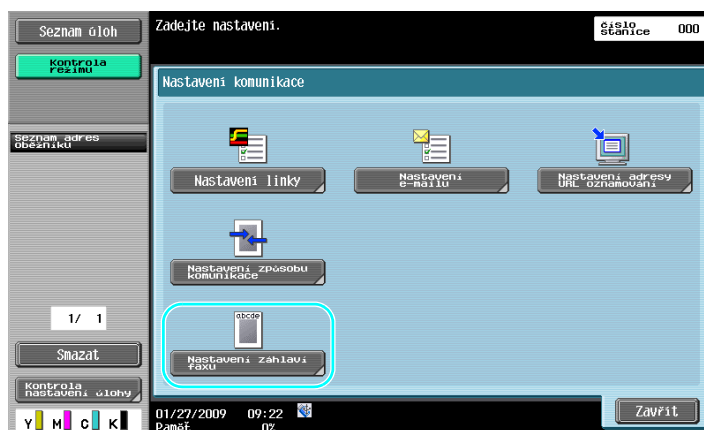 Seznam úloh
Zadejte nastavení.
číslo
stanice 000
Kontrola
režimu
Nastavení komunikace
Seznam adres
oběžníku
Nastavení linky
Nastavení
e-mailu
Nastavení adresy
URL oznamování
Nastavení způsobu
komunikace
abcde
Nastavení záhlaví
faxu
1/ 1
Smazat
Kontrola
nastavení úlohy
Y M C K
01/27/2009 09:22
Paměť 0%
Zavřít